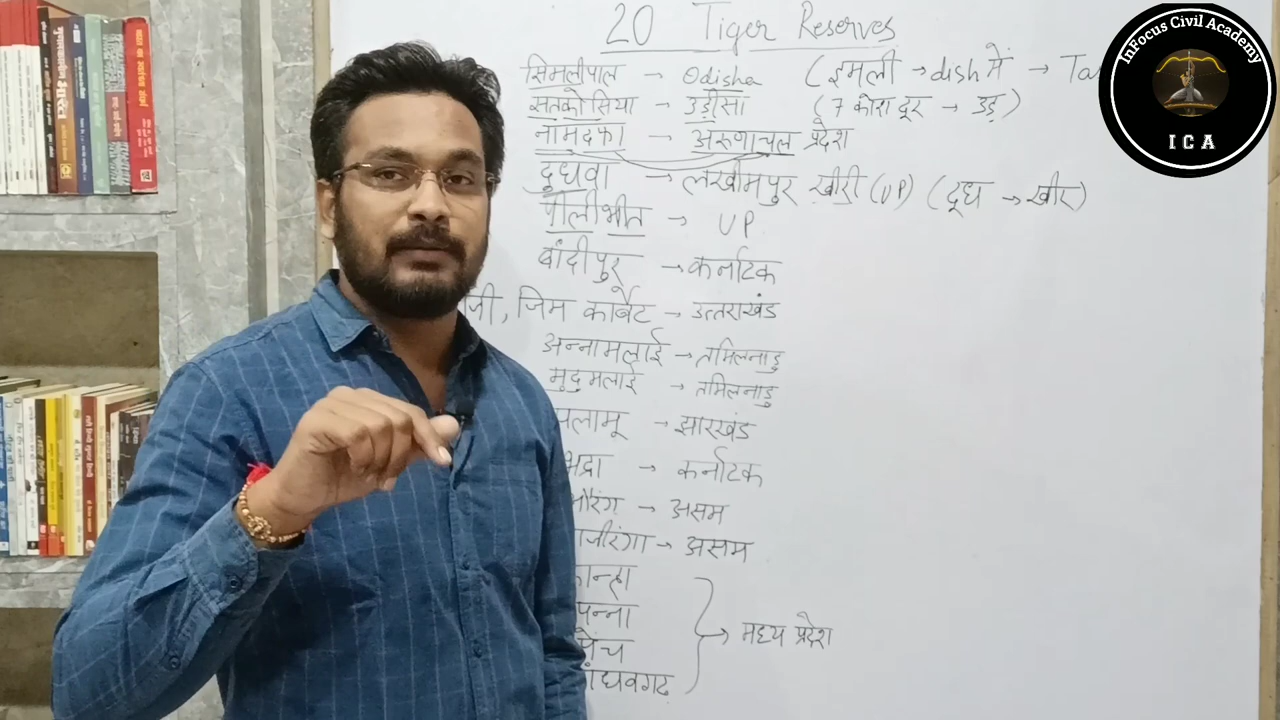 20 Tiger Reserves
सिमलीपाल → Odisha (इमली → dish में → Ta
सतकोसिया → उड़ीसा (7 कोश दूर → उड़)
नामदफा → अरूणाचल प्रदेश
दुधवा → लखीमपुर खीरी (UP) (दूध → खीर)
पीलीभीत → UP
बांदीपुर → कर्नाटक
जी, जिम कार्बेट → उत्तराखंड
अन्नामलाई → तमिलनाडु
मुदुमलाई → तमिलनाडु
पलामू → झारखंड
भद्रा → कर्नाटक
→ असम
जीरंगा → असम
कान्हा
पन्ना
पेंच → मध्य प्रदेश
ांधवगढ़
InFocus Civil Academy
ICA